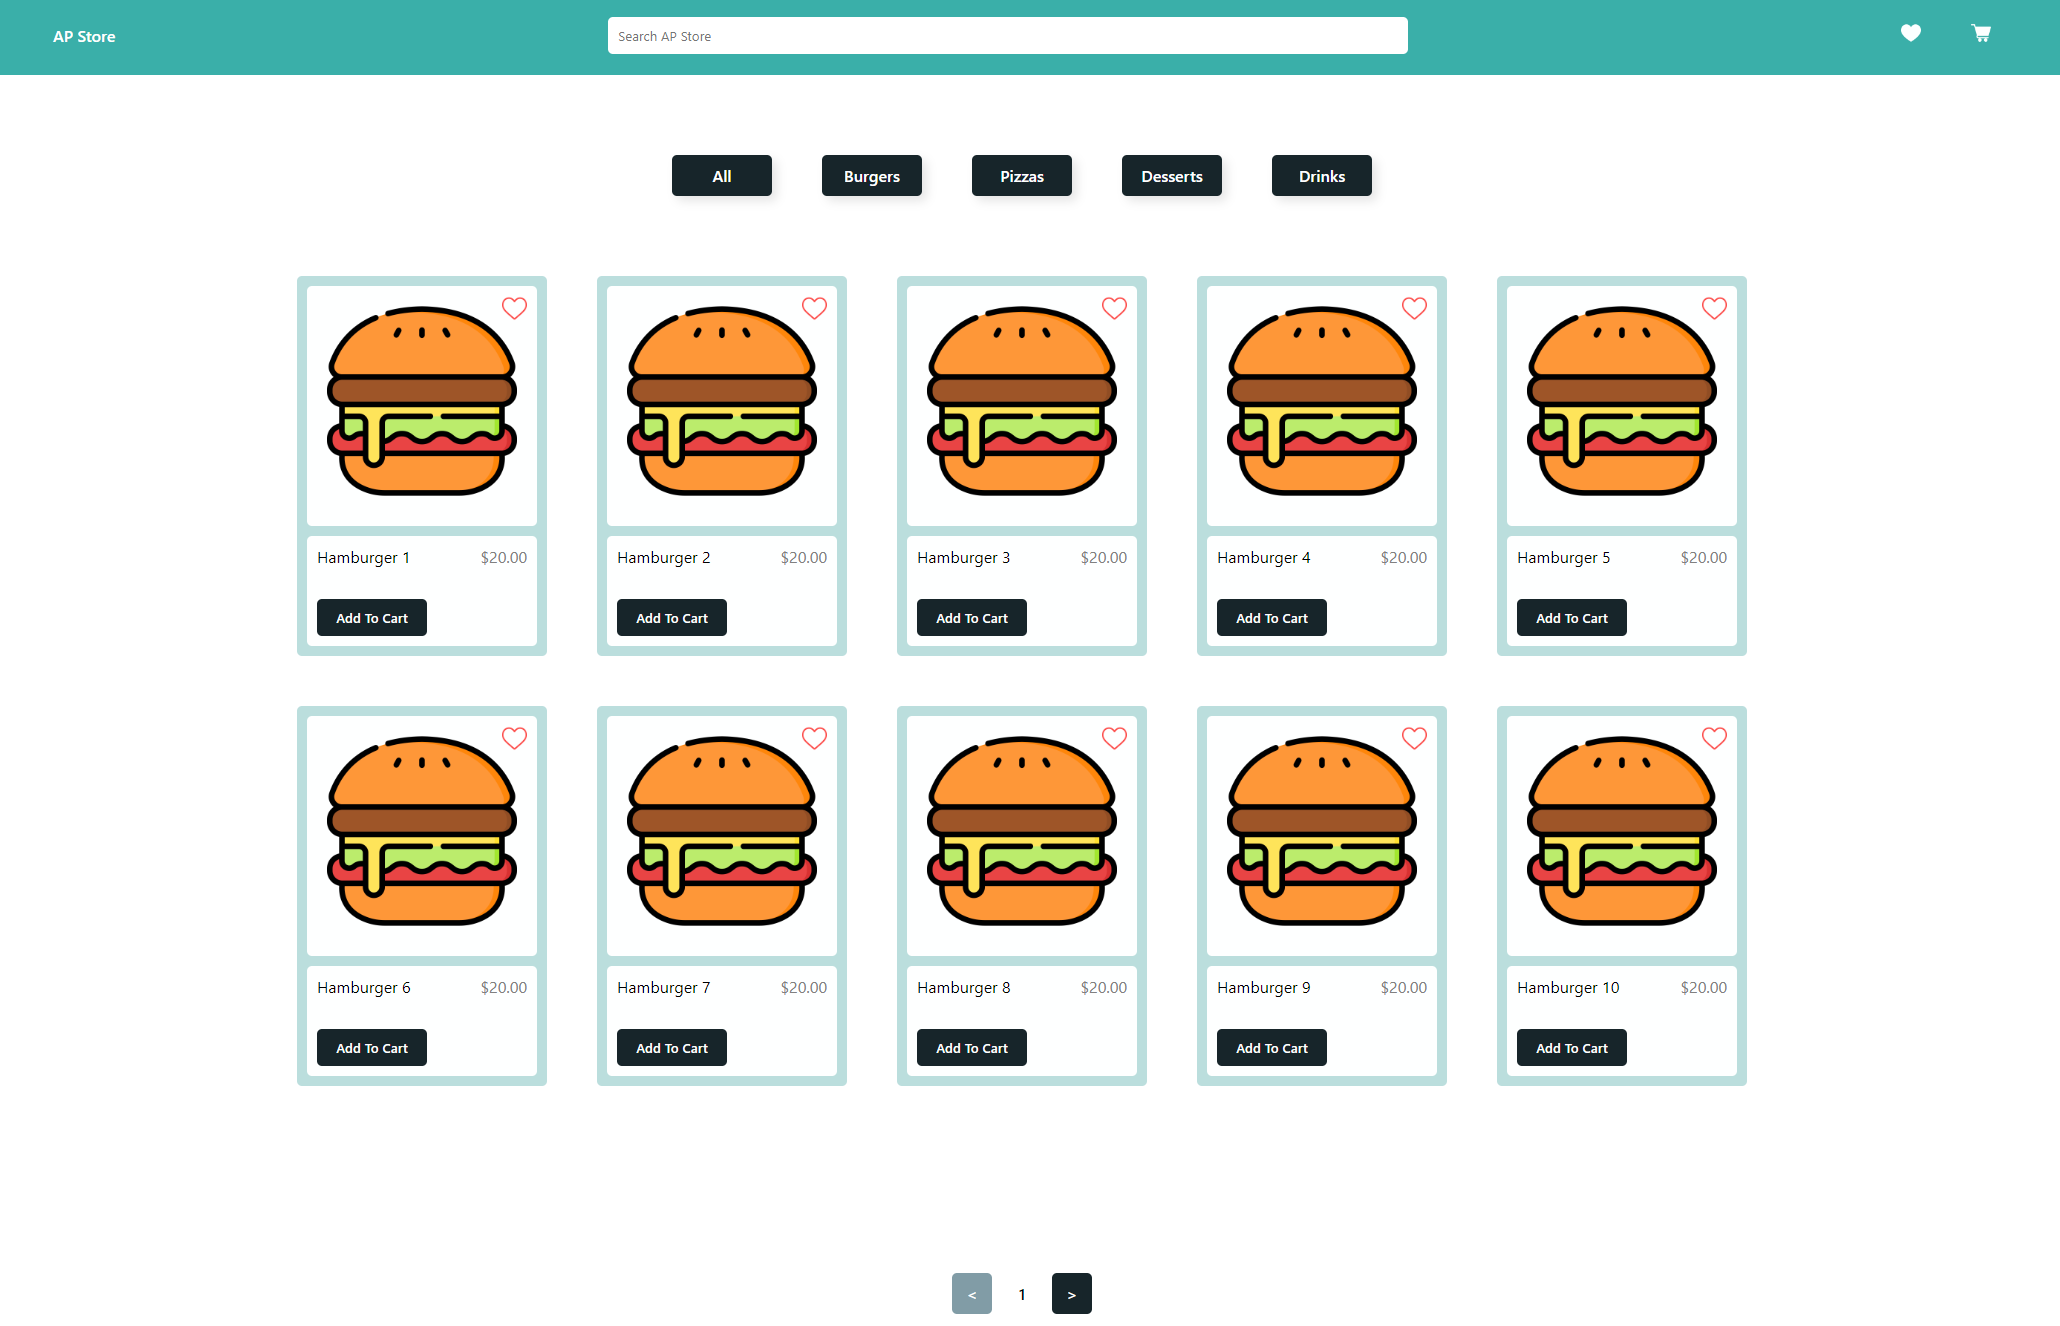 AP Store
Search AP Store
All
Burgers
Pizzas
Desserts
Drinks
Hamburger 1 $20.00
Add To Cart
Hamburger 2 $20.00
Add To Cart
Hamburger 3 $20.00
Add To Cart
Hamburger 4 $20.00
Add To Cart
Hamburger 5 $20.00
Add To Cart
Hamburger 6 $20.00
Add To Cart
Hamburger 7 $20.00
Add To Cart
Hamburger 8 $20.00
Add To Cart
Hamburger 9 $20.00
Add To Cart
Hamburger 10 $20.00
Add To Cart
< 1 >